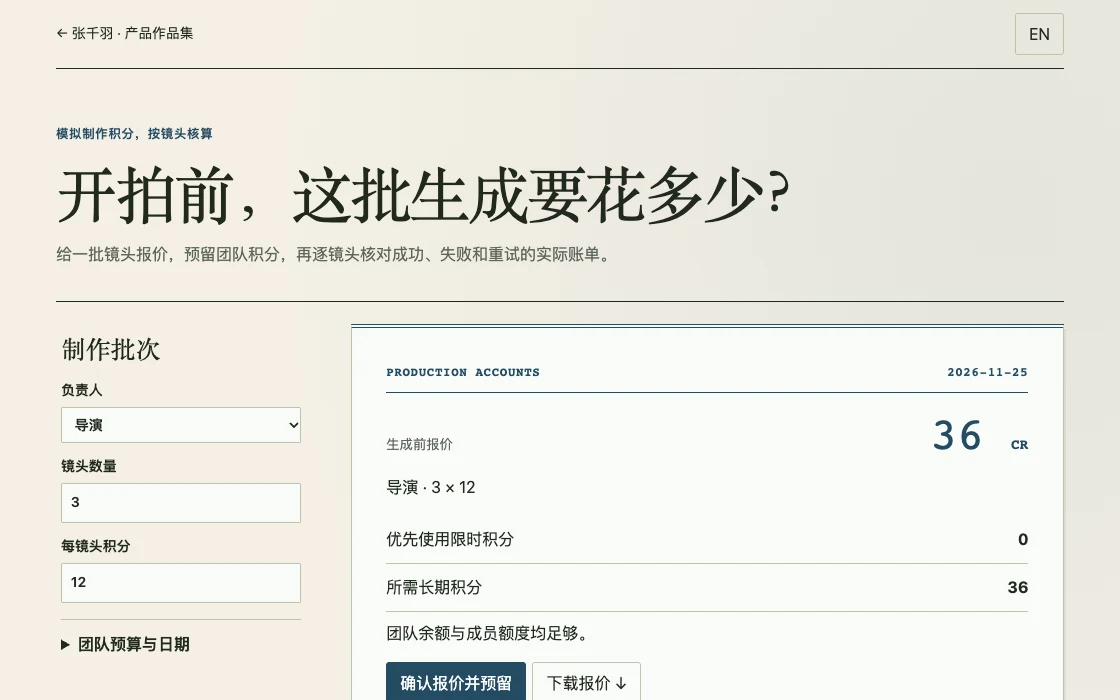 ← 张千羽 · 产品作品集
EN
模拟制作积分，按镜头核算
开拍前，这批生成要花多少？
给一批镜头报价，预留团队积分，再逐镜头核对成功、失败和重试的实际账单。
制作批次
负责人
导演
镜头数量
3
每镜头积分
12
▶ 团队预算与日期
PRODUCTION ACCOUNTS 2026-11-25
生成前报价 36 CR
导演 · 3 × 12
优先使用限时积分 0
所需长期积分 36
团队余额与成员额度均足够。
确认报价并预留 下载报价 ↓